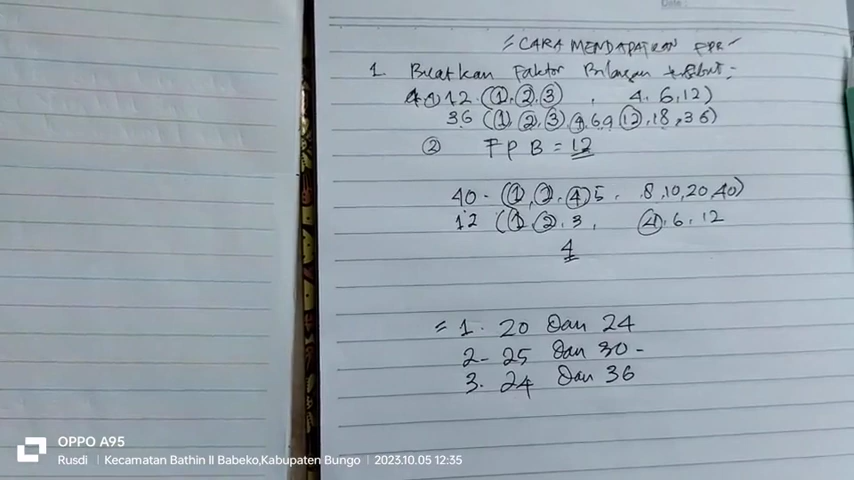 = CARA MENDAPATKAN FPB =
1. Buatkan Faktor Bilangan tersebut =
① 12 (1, 2, 3, 4, 6, 12)
36 (1, 2, 3, 4, 6, 9, 12, 18, 36)
② FPB = 12
40 - (1, 2, 4, 5, 8, 10, 20, 40)
12 (1, 2, 3, 4, 6, 12
4
= 1. 20 Dan 24
2- 25 Dan 30 -
3. 24 Dan 36
OPPO A95
Rusdi | Kecamatan Bathin II Babeko,Kabupaten Bungo | 2023.10.05 12:35